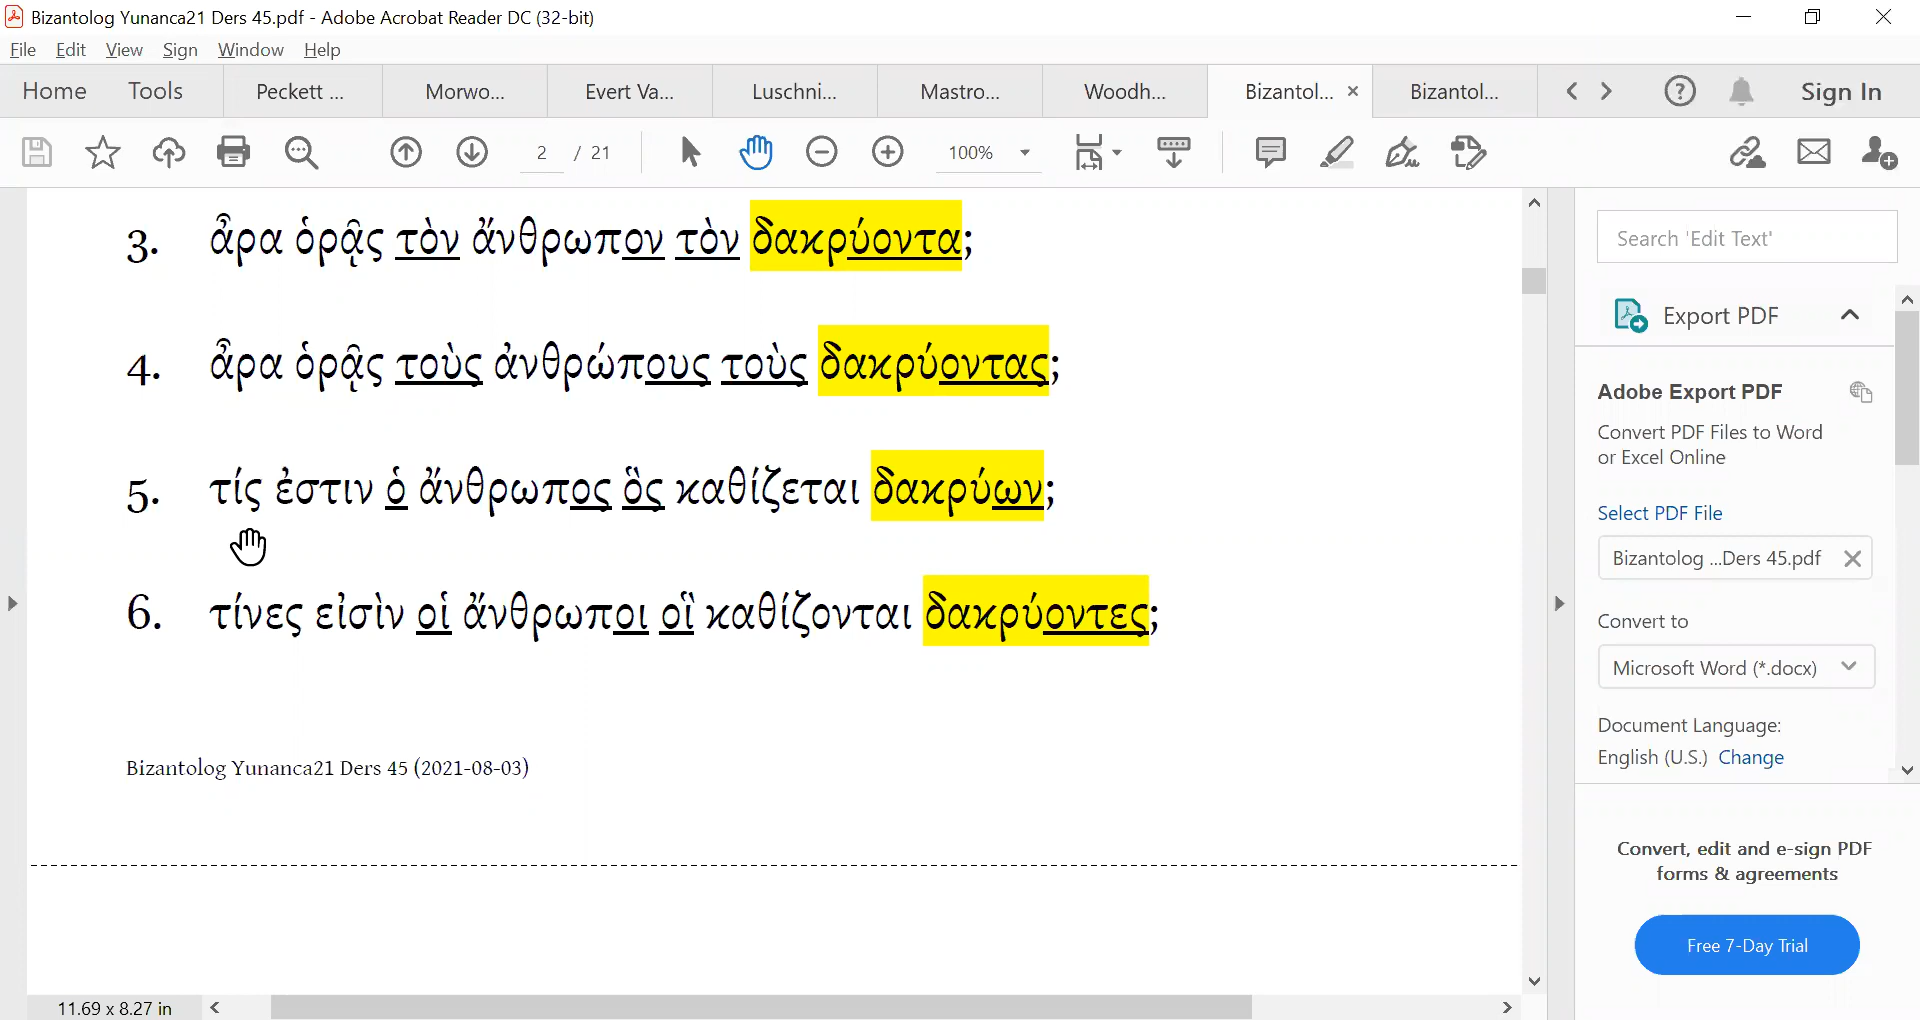 Bizantolog Yunanca21 Ders 45.pdf - Adobe Acrobat Reader DC (32-bit)
File Edit View Sign Window Help
Home Tools Peckett ... Morwo... Evert Va... Luschni... Mastro... Woodh... Bizantol... Bizantol... Sign In
2 / 21 100%
3. ἆρα ὁρᾷς τὸν ἄνθρωπον τὸν δακρύοντα;
4. ἆρα ὁρᾷς τοὺς ἀνθρώπους τοὺς δακρύοντας;
5. τίς ἐστιν ὁ ἄνθρωπος ὃς καθίζεται δακρύων;
6. τίνες εἰσὶν οἱ ἄνθρωποι οἳ καθίζονται δακρύοντες;
Bizantolog Yunanca21 Ders 45 (2021-08-03)
11.69 x 8.27 in
Search 'Edit Text'
Export PDF
Adobe Export PDF
Convert PDF Files to Word
or Excel Online
Select PDF File
Bizantolog ...Ders 45.pdf
Convert to
Microsoft Word (*.docx)
Document Language:
English (U.S.) Change
Convert, edit and e-sign PDF
forms & agreements
Free 7-Day Trial